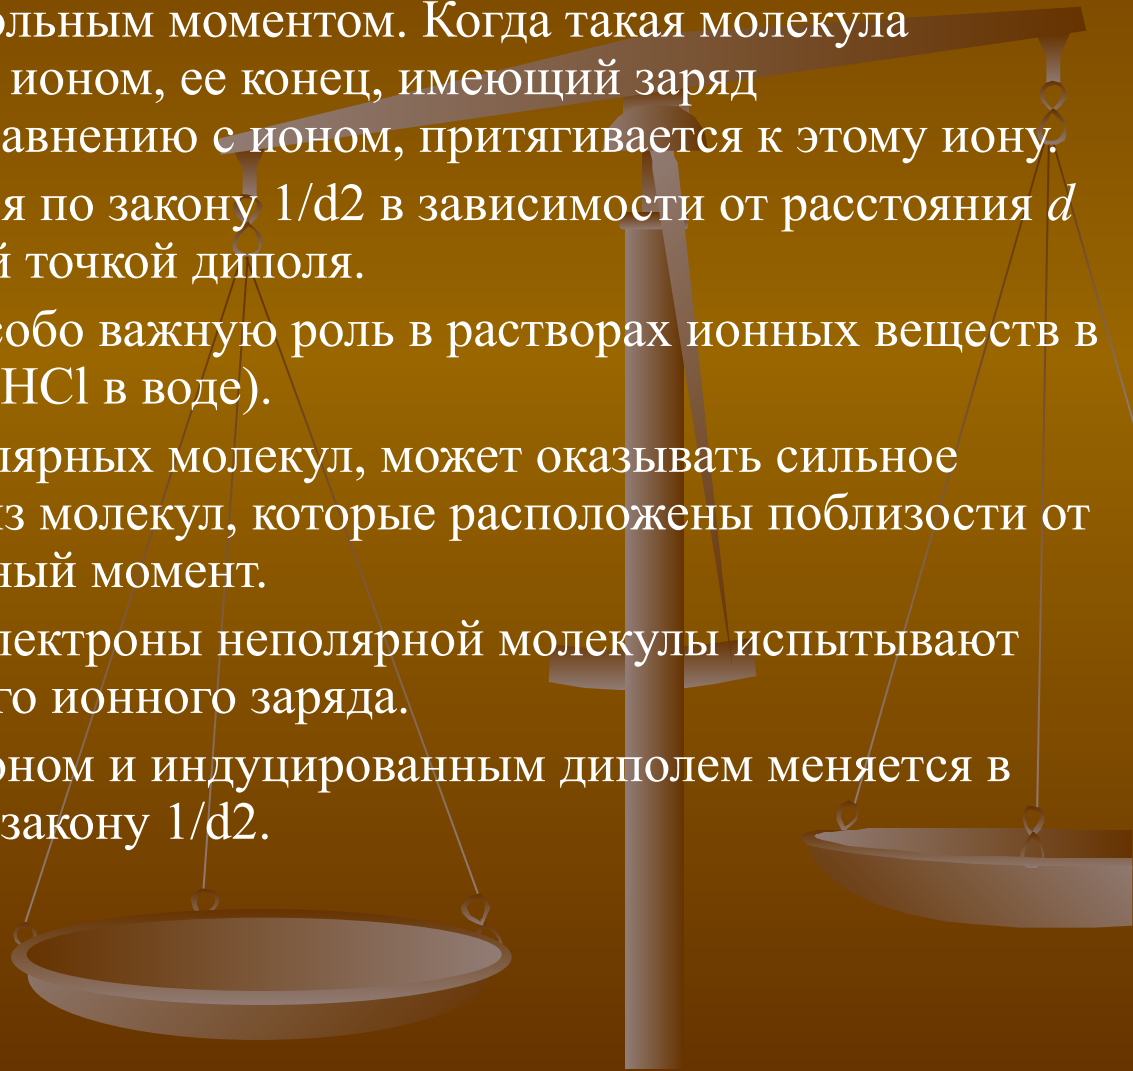 ольным моментом. Когда такая молекула
ионом, ее конец, имеющий заряд
авнению с ионом, притягивается к этому иону.
я по закону 1/d2 в зависимости от расстояния d
й точкой диполя.
собо важную роль в растворах ионных веществ в
HCl в воде).
лярных молекул, может оказывать сильное
из молекул, которые расположены поблизости от
ный момент.
лектроны неполярной молекулы испытывают
го ионного заряда.
оном и индуцированным диполем меняется в
закону 1/d2.